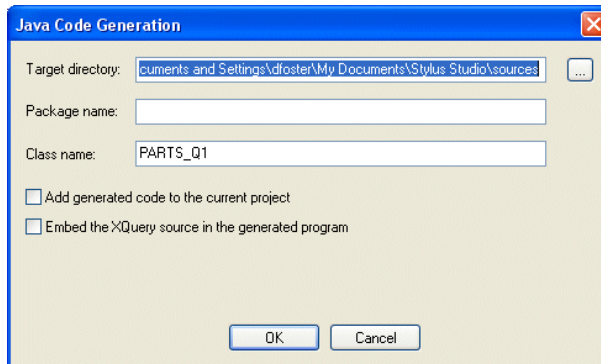 Java Code Generation
Target directory: cuments and Settings\dfoster\My Documents\Stylus Studio\sources ...
Package name:
Class name: PARTS_Q1
Add generated code to the current project
Embed the XQuery source in the generated program
OK Cancel